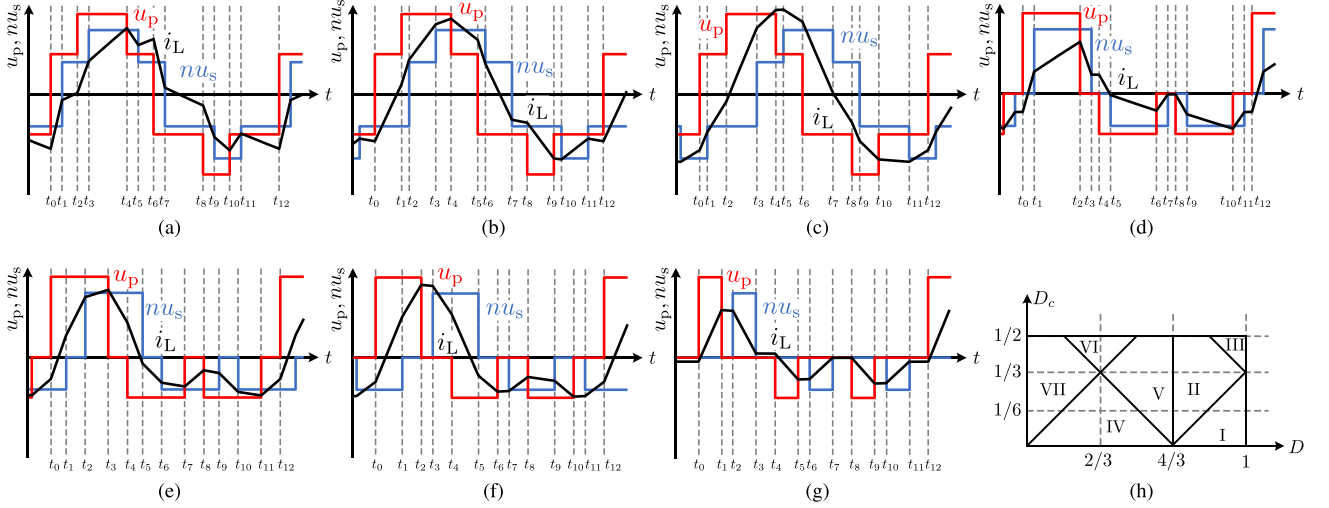 u_p, nu_s
u_p
i_L
nu_s
t
t_0 t_1 t_2 t_3 t_4 t_5 t_6 t_7 t_8 t_9 t_10 t_11 t_12
(a)
u_p, nu_s
u_p
nu_s
i_L
t
t_0 t_1 t_2 t_3 t_4 t_5 t_6 t_7 t_8 t_9 t_10 t_11 t_12
(b)
u_p, nu_s
u_p
nu_s
i_L
t
t_0 t_1 t_2 t_3 t_4 t_5 t_6 t_7 t_8 t_9 t_10 t_11 t_12
(c)
u_p, nu_s
u_p
nu_s
i_L
t
t_0 t_1 t_2 t_3 t_4 t_5 t_6 t_7 t_8 t_9 t_10 t_11 t_12
(d)
u_p, nu_s
u_p
nu_s
i_L
t
t_0 t_1 t_2 t_3 t_4 t_5 t_6 t_7 t_8 t_9 t_10 t_11 t_12
(e)
u_p, nu_s
u_p
nu_s
i_L
t
t_0 t_1 t_2 t_3 t_4 t_5 t_6 t_7 t_8 t_9 t_10 t_11 t_12
(f)
u_p, nu_s
u_p
nu_s
i_L
t
t_0 t_1 t_2 t_3 t_4 t_5 t_6 t_7 t_8 t_9 t_10 t_11 t_12
(g)
D_c
1/2
VI III
1/3
VII V II
1/6
IV I
D
2/3 4/3 1
(h)